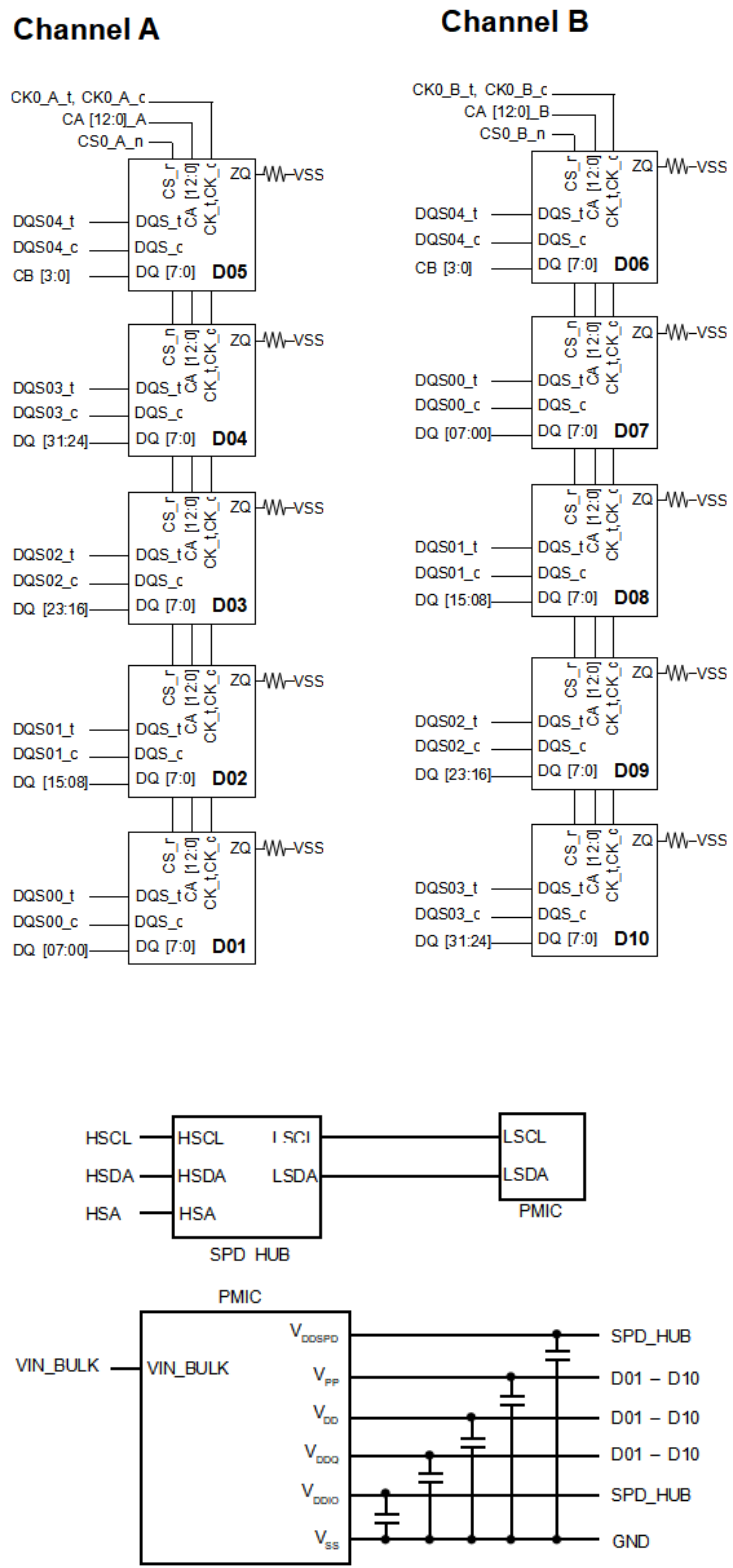 Channel A
CK0_A_t, CK0_A_c
CA [12:0]_A
CS0_A_n
CS_r
CA [12:0]
CK_t,CK_c
ZQ
VSS
DQS04_t
DQS_t
DQS04_c
DQS_c
CB [3:0]
DQ [7:0]
D05
CS_n
CA [12:0]
CK_t,CK_c
ZQ
VSS
DQS03_t
DQS_t
DQS03_c
DQS_c
DQ [31:24]
DQ [7:0]
D04
CS_r
CA [12:0]
CK_t,CK_c
ZQ
VSS
DQS02_t
DQS_t
DQS02_c
DQS_c
DQ [23:16]
DQ [7:0]
D03
CS_r
CA [12:0]
CK_t,CK_c
ZQ
VSS
DQS01_t
DQS_t
DQS01_c
DQS_c
DQ [15:08]
DQ [7:0]
D02
CS_r
CA [12:0]
CK_t,CK_c
ZQ
VSS
DQS00_t
DQS_t
DQS00_c
DQS_c
DQ [07:00]
DQ [7:0]
D01
Channel B
CK0_B_t, CK0_B_c
CA [12:0]_B
CS0_B_n
CS_r
CA [12:0]
CK_t,CK_c
ZQ
VSS
DQS04_t
DQS_t
DQS04_c
DQS_c
CB [3:0]
DQ [7:0]
D06
CS_n
CA [12:0]
CK_t,CK_c
ZQ
VSS
DQS00_t
DQS_t
DQS00_c
DQS_c
DQ [07:00]
DQ [7:0]
D07
CS_r
CA [12:0]
CK_t,CK_c
ZQ
VSS
DQS01_t
DQS_t
DQS01_c
DQS_c
DQ [15:08]
DQ [7:0]
D08
CS_r
CA [12:0]
CK_t,CK_c
ZQ
VSS
DQS02_t
DQS_t
DQS02_c
DQS_c
DQ [23:16]
DQ [7:0]
D09
CS_r
CA [12:0]
CK_t,CK_c
ZQ
VSS
DQS03_t
DQS_t
DQS03_c
DQS_c
DQ [31:24]
DQ [7:0]
D10
HSCL
HSCL
LSCL
LSCL
HSDA
HSDA
LSDA
LSDA
HSA
HSA
PMIC
SPD HUB
PMIC
VDDSPD
SPD_HUB
VIN_BULK
VIN_BULK
VPP
D01 – D10
VDD
D01 – D10
VDDQ
D01 – D10
VDDIO
SPD_HUB
VSS
GND